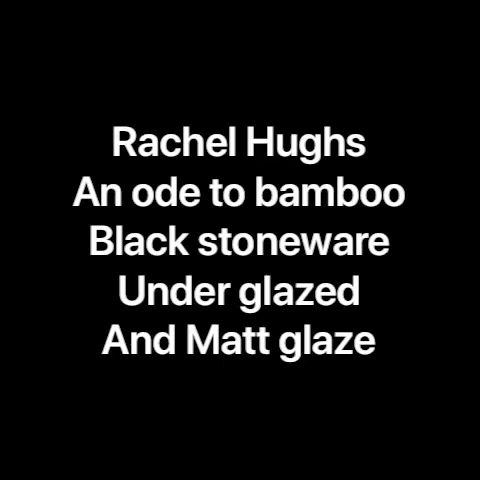 Rachel Hughs
An ode to bamboo
Black stoneware
Under glazed
And Matt glaze